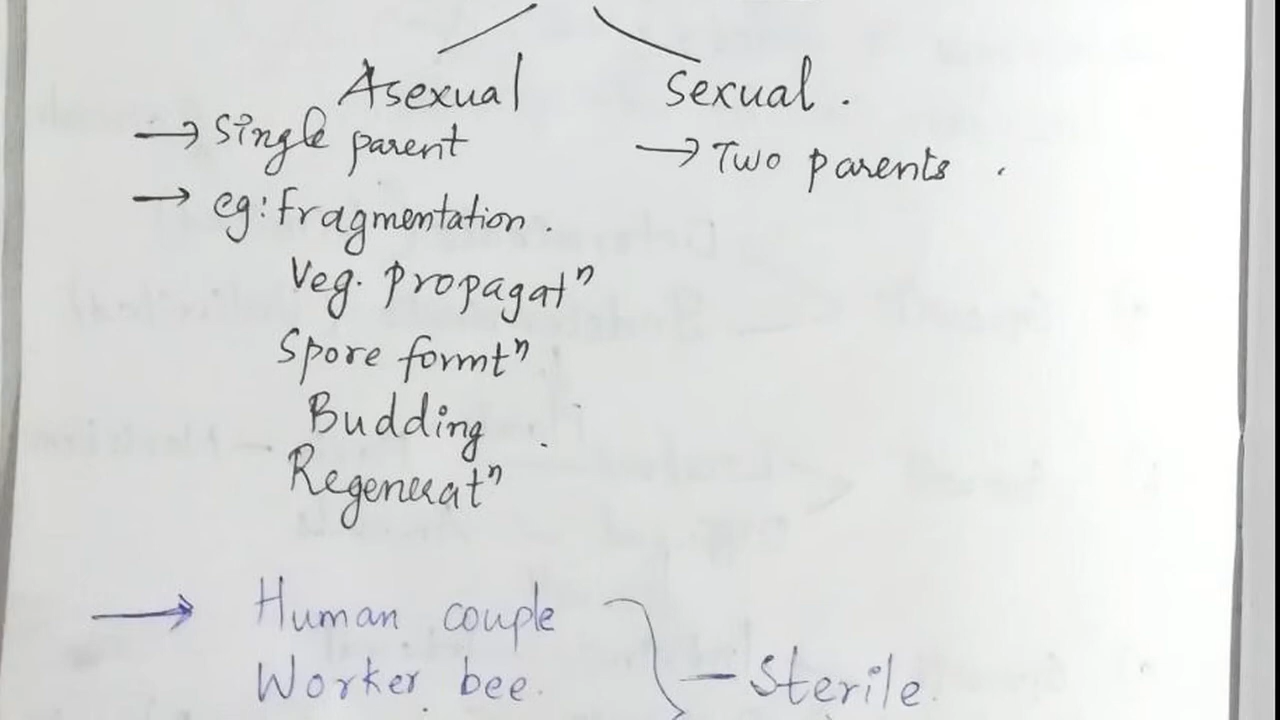 Asexual
Sexual.
→ Single parent
→ Two parents.
→ eg: fragmentation.
Veg. propagatⁿ
Spore formtⁿ
Budding.
Regeneratⁿ
→ Human couple
Worker bee.
— Sterile.